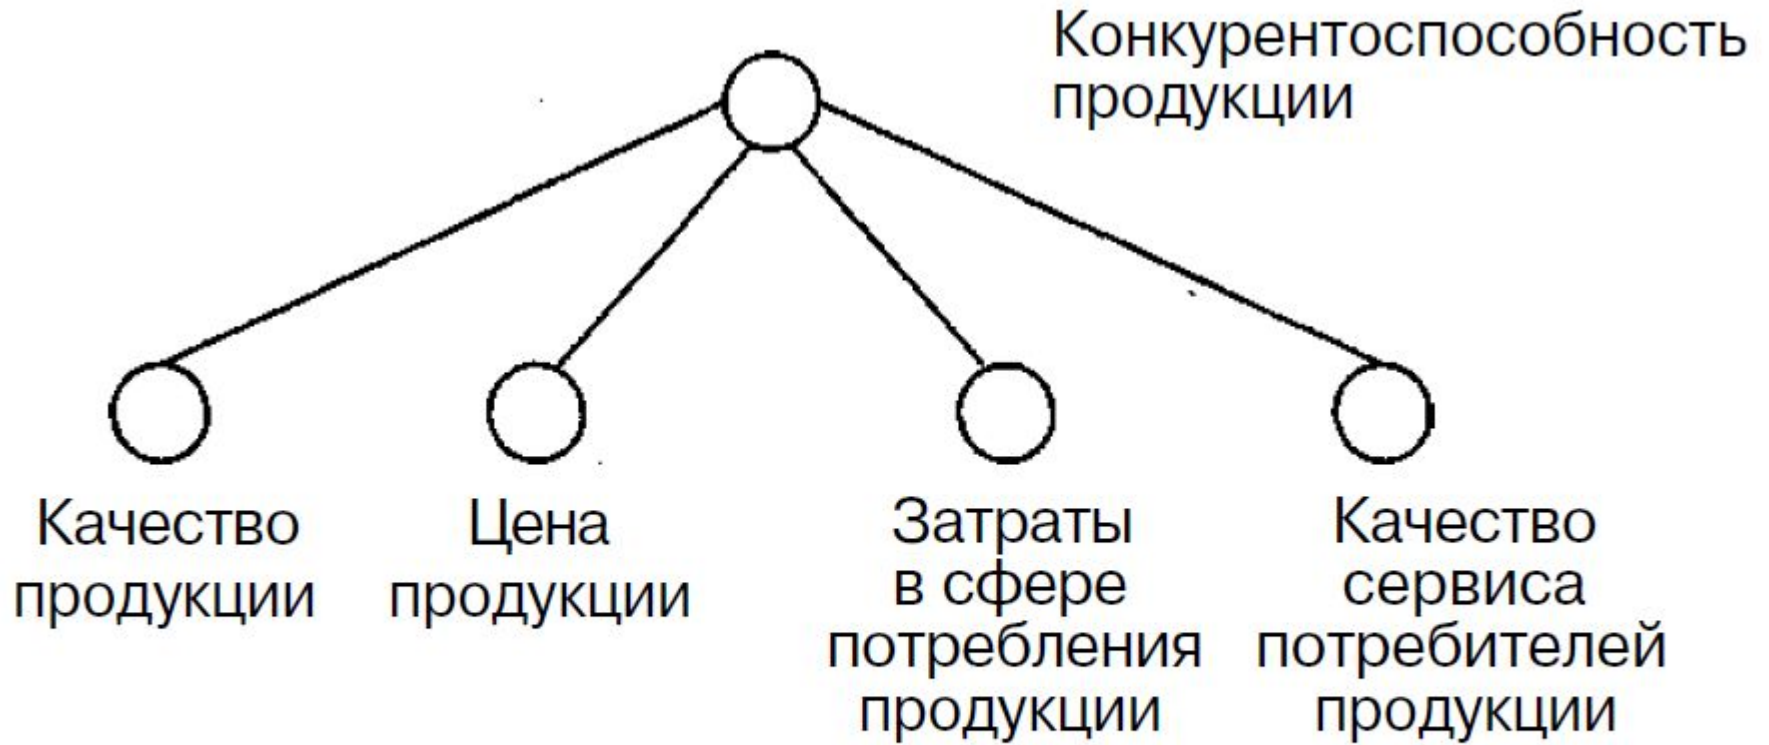 Конкурентоспособность
продукции
Качество
продукции
Цена
продукции
Затраты
в сфере
потребления
продукции
Качество
сервиса
потребителей
продукции